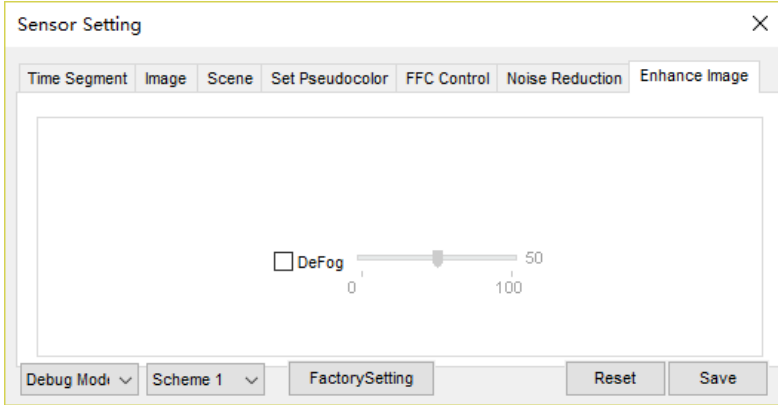 Sensor Setting
Time Segment Image Scene Set Pseudocolor FFC Control Noise Reduction Enhance Image
DeFog 50
0 100
Debug Mod Scheme 1 FactorySetting Reset Save